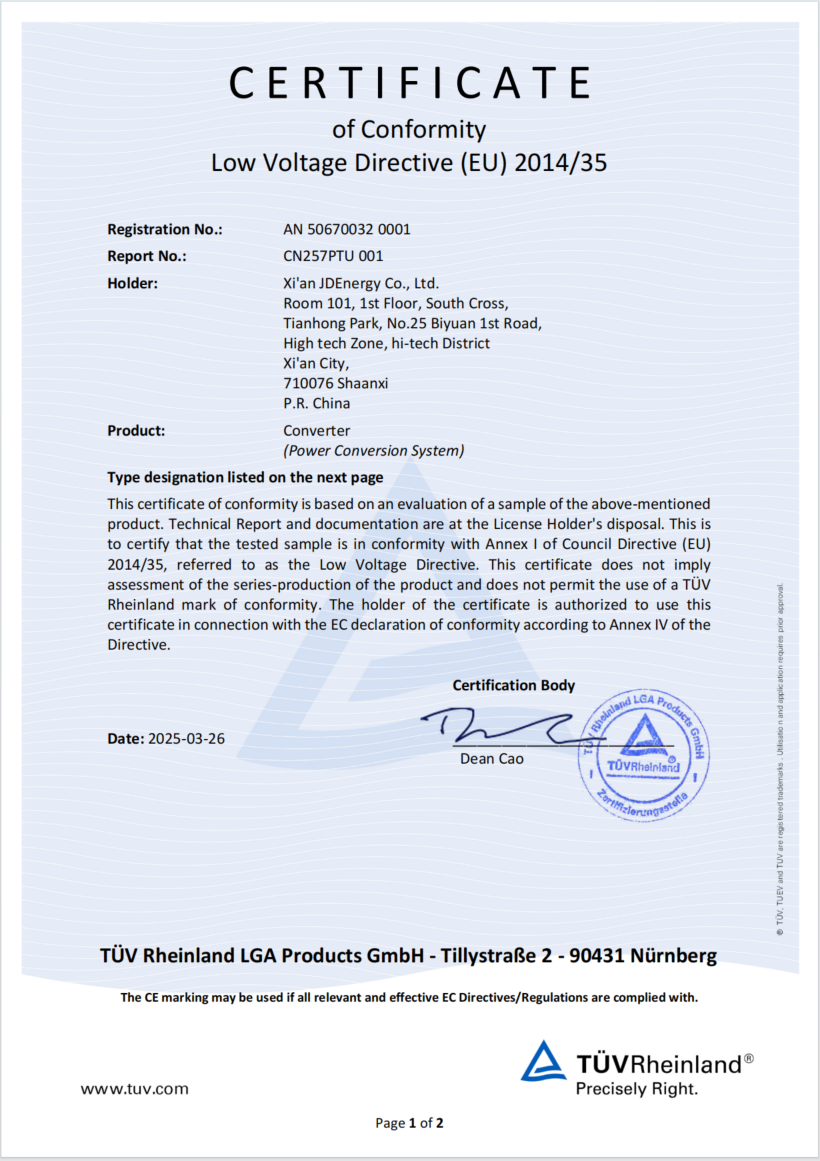 CERTIFICATE
of Conformity
Low Voltage Directive (EU) 2014/35
Registration No.: AN 50670032 0001
Report No.: CN257PTU 001
Holder: Xi'an JDEnergy Co., Ltd.
Room 101, 1st Floor, South Cross,
Tianhong Park, No.25 Biyuan 1st Road,
High tech Zone, hi-tech District
Xi'an City,
710076 Shaanxi
P.R. China
Product: Converter
(Power Conversion System)
Type designation listed on the next page
This certificate of conformity is based on an evaluation of a sample of the above-mentioned
product. Technical Report and documentation are at the License Holder's disposal. This is
to certify that the tested sample is in conformity with Annex I of Council Directive (EU)
2014/35, referred to as the Low Voltage Directive. This certificate does not imply
assessment of the series-production of the product and does not permit the use of a TÜV
Rheinland mark of conformity. The holder of the certificate is authorized to use this
certificate in connection with the EC declaration of conformity according to Annex IV of the
Directive.
Certification Body
Date: 2025-03-26
Dean Cao
TÜV Rheinland LGA Products GmbH
TÜVRheinland®
Zertifizierungsstelle
® TÜV, TUEV and TUV are registered trademarks . Utilisation and application requires prior approval.
TÜV Rheinland LGA Products GmbH - Tillystraße 2 - 90431 Nürnberg
The CE marking may be used if all relevant and effective EC Directives/Regulations are complied with.
TÜVRheinland®
Precisely Right.
www.tuv.com
Page 1 of 2